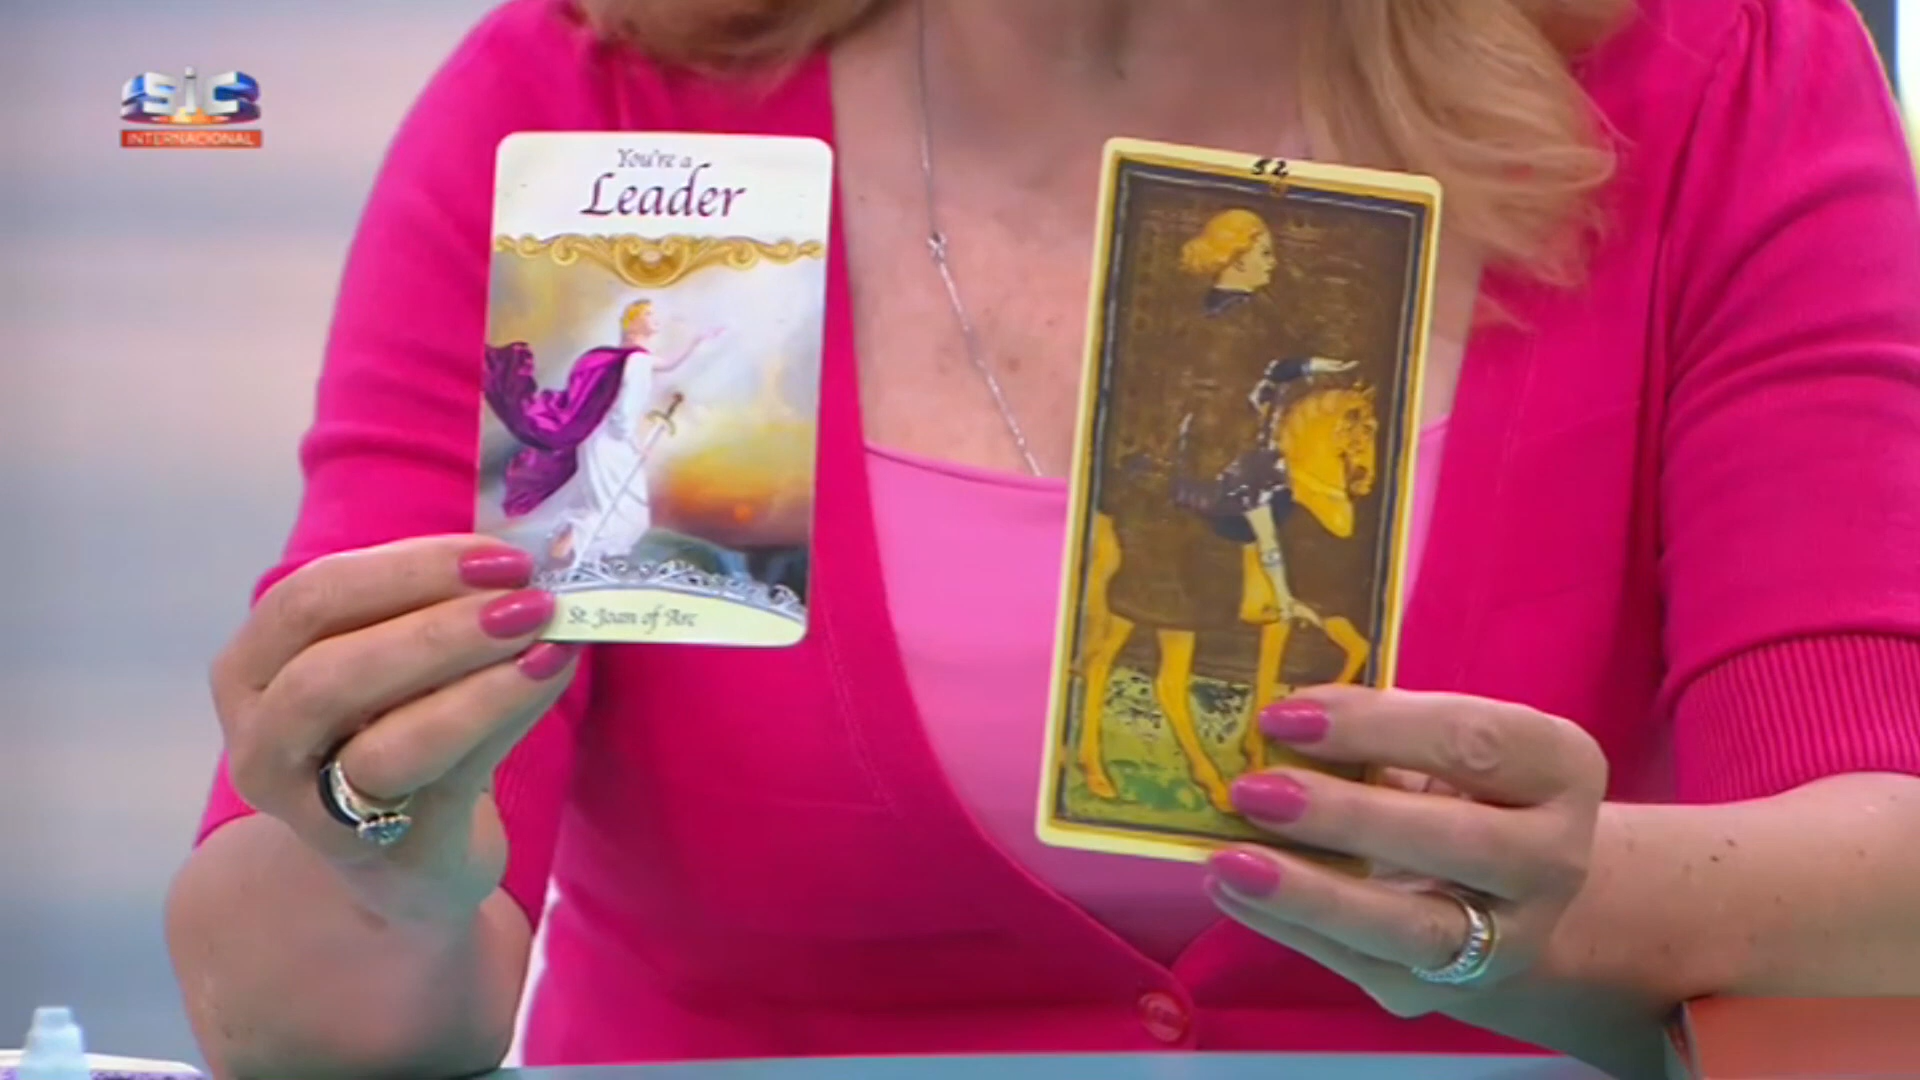 SiC
INTERNACIONAL
You're a
Leader
St. Joan of Arc
52